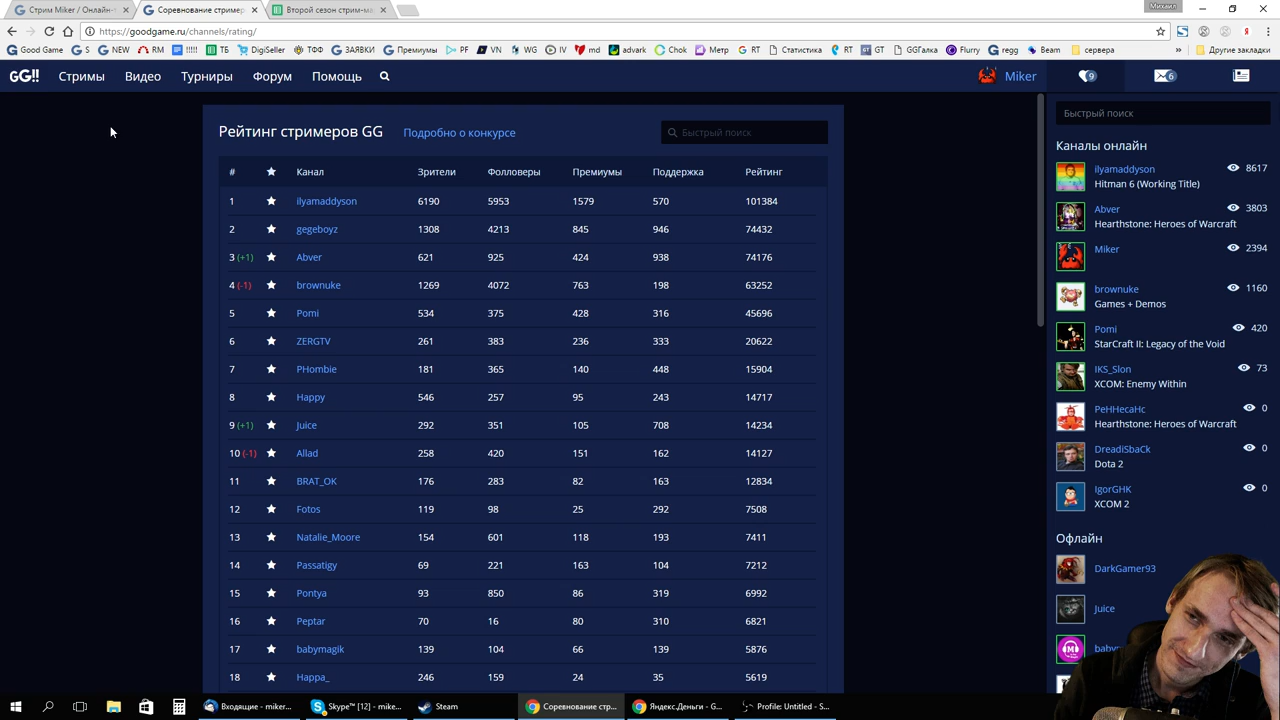 Михаил
Стрим Miker / Онлайн-
Соревнование стример
Второй сезон стрим-ма
https://goodgame.ru/channels/rating/
Good Game G S NEW RM !!!! ТБ DigiSeller ТФФ ЗАЯВКИ Премиумы PF VN WG IV md advark Chok Метр RT Статистика RT GT GGГалка Flurry regg Beam сервера » Другие закладки
GG!! Стримы Видео Турниры Форум Помощь Miker 9 6
Рейтинг стримеров GG Подробно о конкурсе Быстрый поиск
# Канал Зрители Фолловеры Премиумы Поддержка Рейтинг
1 ilyamaddyson 6190 5953 1579 570 101384
2 gegeboyz 1308 4213 845 946 74432
3 (+1) Abver 621 925 424 938 74176
4 (-1) brownuke 1269 4072 763 198 63252
5 Pomi 534 375 428 316 45696
6 ZERGTV 261 383 236 333 20622
7 PHombie 181 365 140 448 15904
8 Happy 546 257 95 243 14717
9 (+1) Juice 292 351 105 708 14234
10 (-1) Allad 258 420 151 162 14127
11 BRAT_OK 176 283 82 163 12834
12 Fotos 119 98 25 292 7508
13 Natalie_Moore 154 601 118 193 7411
14 Passatigy 69 221 163 104 7212
15 Pontya 93 850 86 319 6992
16 Peptar 70 16 80 310 6821
17 babymagik 139 104 66 139 5876
18 Happa_ 246 159 24 35 5619
Быстрый поиск
Каналы онлайн
ilyamaddyson 8617
Hitman 6 (Working Title)
Abver 3803
Hearthstone: Heroes of Warcraft
Miker 2394
brownuke 1160
Games + Demos
Pomi 420
StarCraft II: Legacy of the Void
IKS_Slon 73
XCOM: Enemy Within
PeHHecaHc 0
Hearthstone: Heroes of Warcraft
DreadiSbaCk 0
Dota 2
IgorGHK 0
XCOM 2
Офлайн
DarkGamer93
Juice
Входящие - miker...
Skype™ [12] - mike...
Steam
Соревнование стр...
Яндекс.Деньги - G...
Profile: Untitled - S...